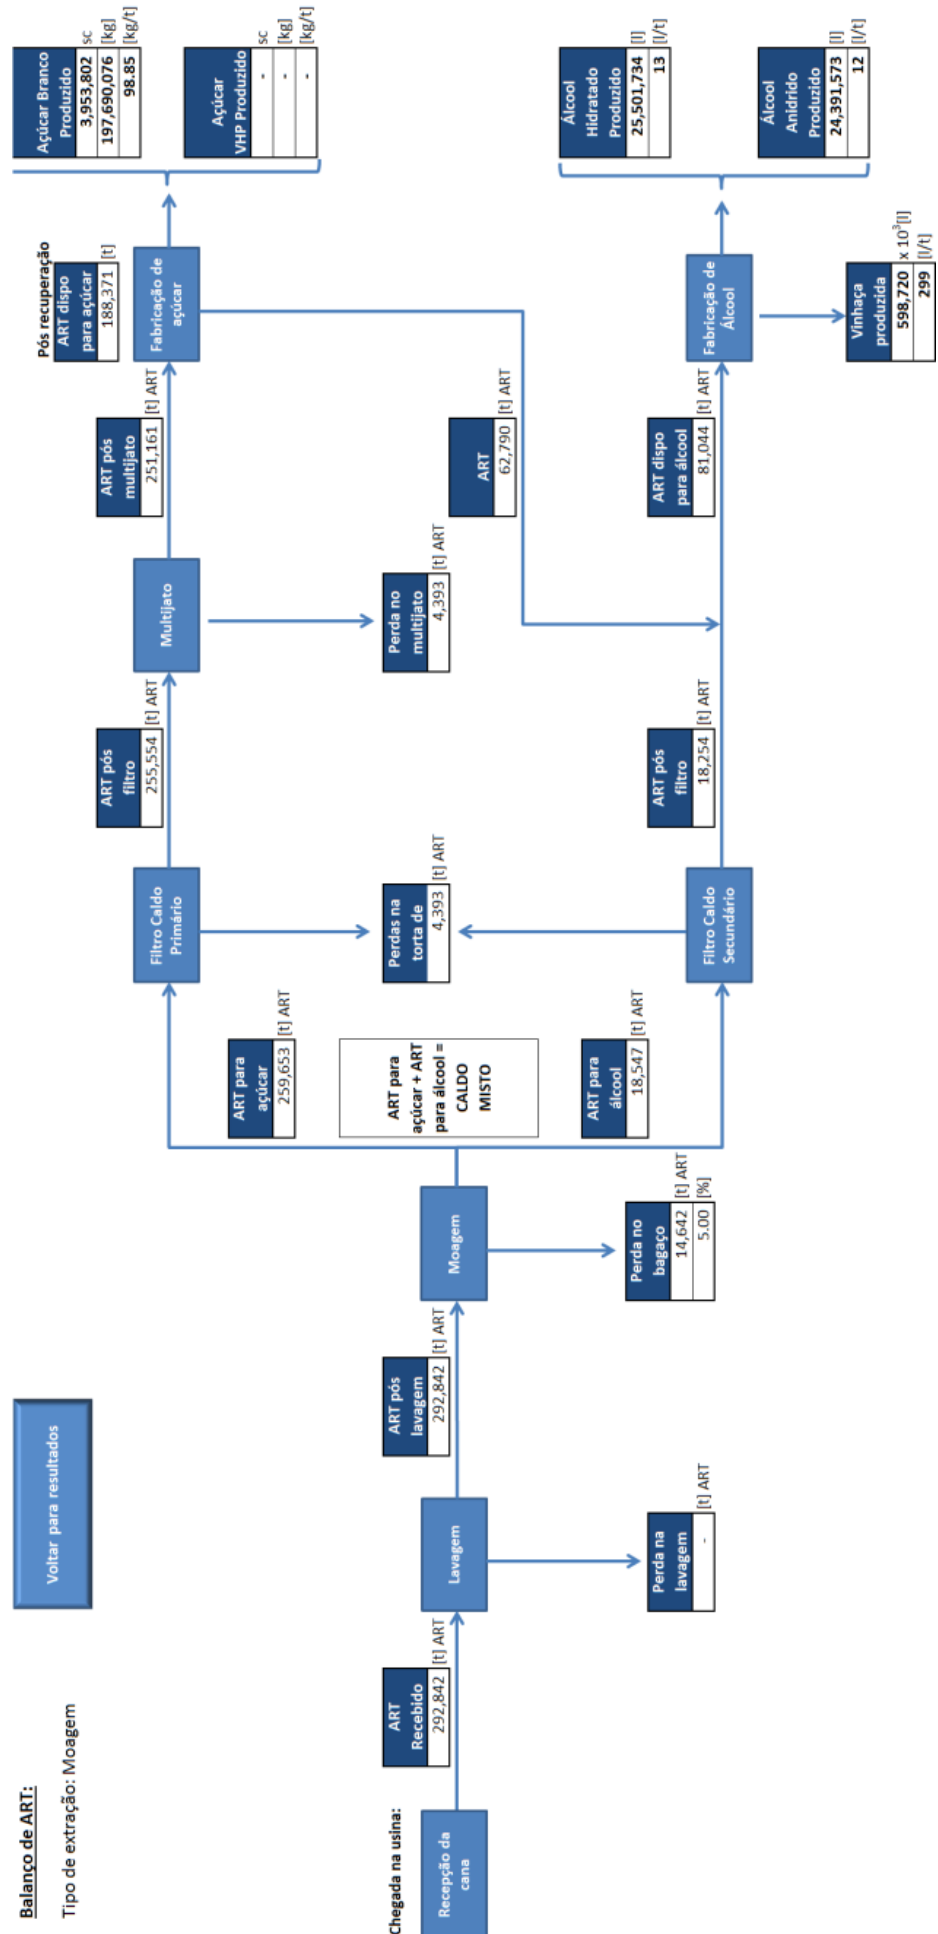 Balanço de ART:
Tipo de extração: Moagem
Voltar para resultados
Chegada na usina:
Recepção da
cana
ART
Recebido
292,842 [t] ART
Lavagem
Perda na
lavagem
- [t] ART
ART pós
lavagem
292,842 [t] ART
Moagem
Perda no
bagaço
14,642 [t] ART
5.00 [%]
ART para
açúcar
259,653 [t] ART
ART para
açúcar + ART
para álcool =
CALDO
MISTO
ART para
álcool
18,547 [t] ART
Filtro Caldo
Primário
Perdas na
torta de
4,393 [t] ART
Filtro Caldo
Secundário
ART pós
filtro
255,554 [t] ART
ART pós
filtro
18,254 [t] ART
Multijato
Perda no
multijato
4,393 [t] ART
ART pós
multijato
251,161 [t] ART
ART
62,790 [t] ART
ART dispo
para álcool
81,044 [t] ART
Pós recuperação
ART dispo
para açúcar
188,371 [t]
Fabricação de
açúcar
Fabricação de
Álcool
Vinhaça
produzida
598,720 x 10³[l]
299 [l/t]
Açúcar Branco
Produzido
3,953,802 sc
197,690,076 [kg]
98.85 [kg/t]
Açúcar
VHP Produzido
- sc
- [kg]
- [kg/t]
Álcool
Hidratado
Produzido
25,501,734 [l]
13 [l/t]
Álcool
Anidrido
Produzido
24,391,573 [l]
12 [l/t]